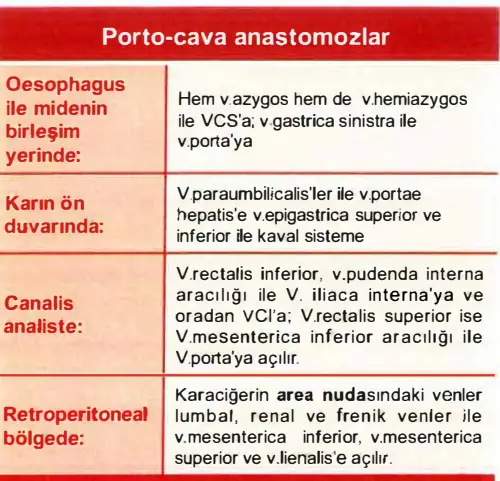 Porto-cava anastomozlar
Oesophagus
ile midenin
birleşim
yerinde:
Hem v.azygos hem de v.hemiazygos
ile VCS'a; v.gastrica sinistra ile
v.porta'ya
Karın ön
duvarında:
V.paraumbilicalis'ler ile v.portae
hepatis'e v.epigastrica superior ve
inferior ile kaval sisteme
Canalis
analiste:
V.rectalis inferior, v.pudenda interna
aracılığı ile V. iliaca interna'ya ve
oradan VCI'a; V.rectalis superior ise
V.mesenterica inferior aracılığı ile
V.porta'ya açılır.
Retroperitoneal
bölgede:
Karaciğerin area nudasındaki venler
lumbal, renal ve frenik venler ile
v.mesenterica inferior, v.mesenterica
superior ve v.lienalis'e açılır.